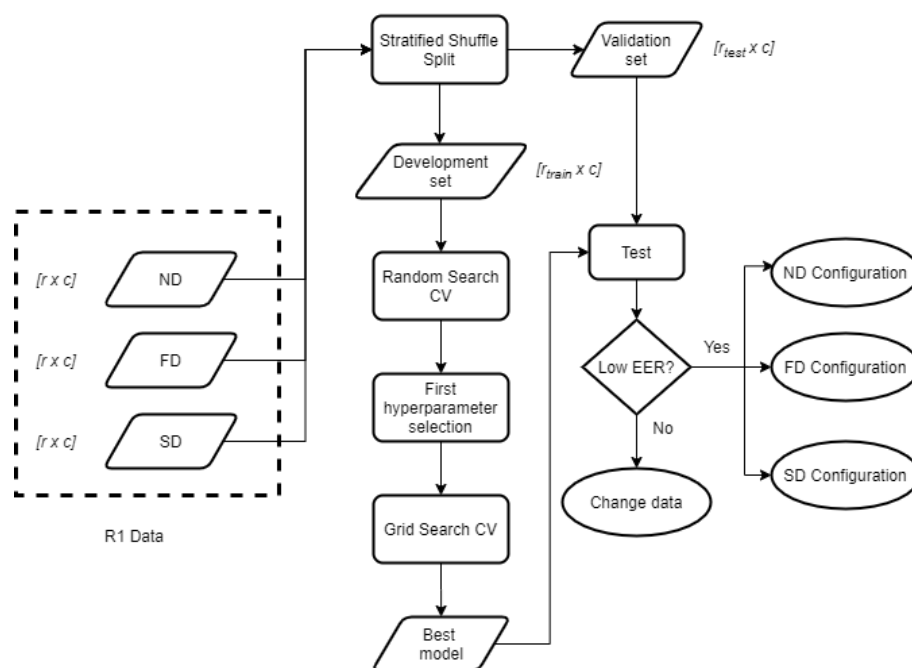 Stratified Shuffle
Split
Validation
set
[r_test x c]
Development
set
[r_train x c]
[r x c]
ND
[r x c]
FD
[r x c]
SD
R1 Data
Random Search
CV
First
hyperparameter
selection
Grid Search CV
Best
model
Test
Low EER?
Yes
No
Change data
ND Configuration
FD Configuration
SD Configuration